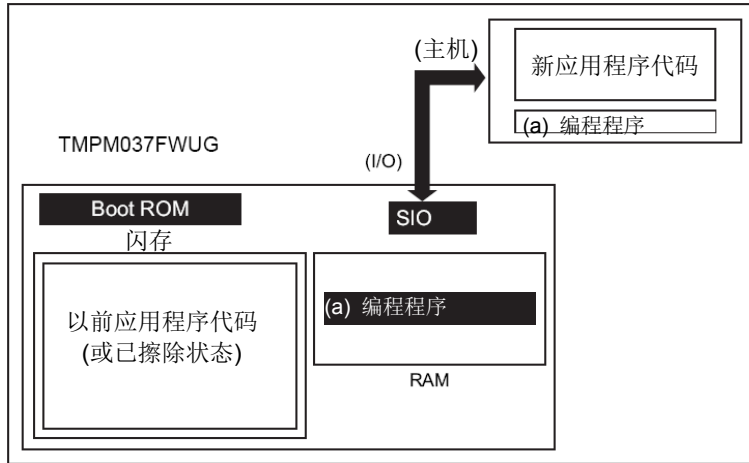 (主机)
新应用程序代码
(a) 编程程序
TMPM037FWUG
(I/O)
Boot ROM
SIO
闪存
以前应用程序代码
(或已擦除状态)
(a) 编程程序
RAM